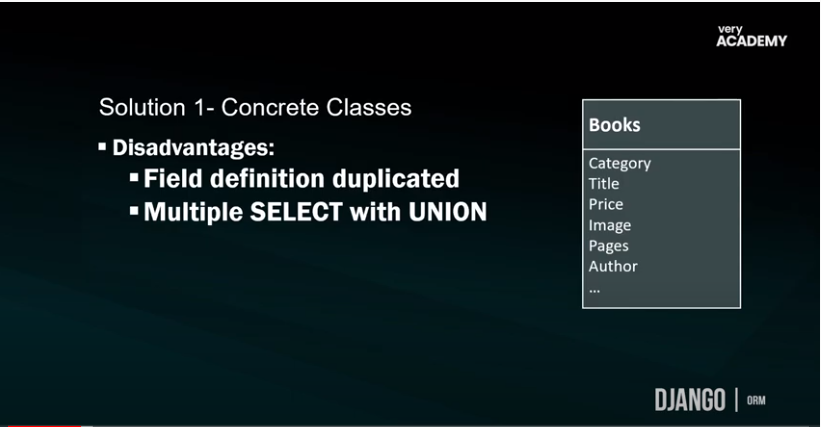 very
ACADEMY
Solution 1- Concrete Classes
▪ Disadvantages:
▪ Field definition duplicated
▪ Multiple SELECT with UNION
Books
Category
Title
Price
Image
Pages
Author
...
DJANGO | ORM